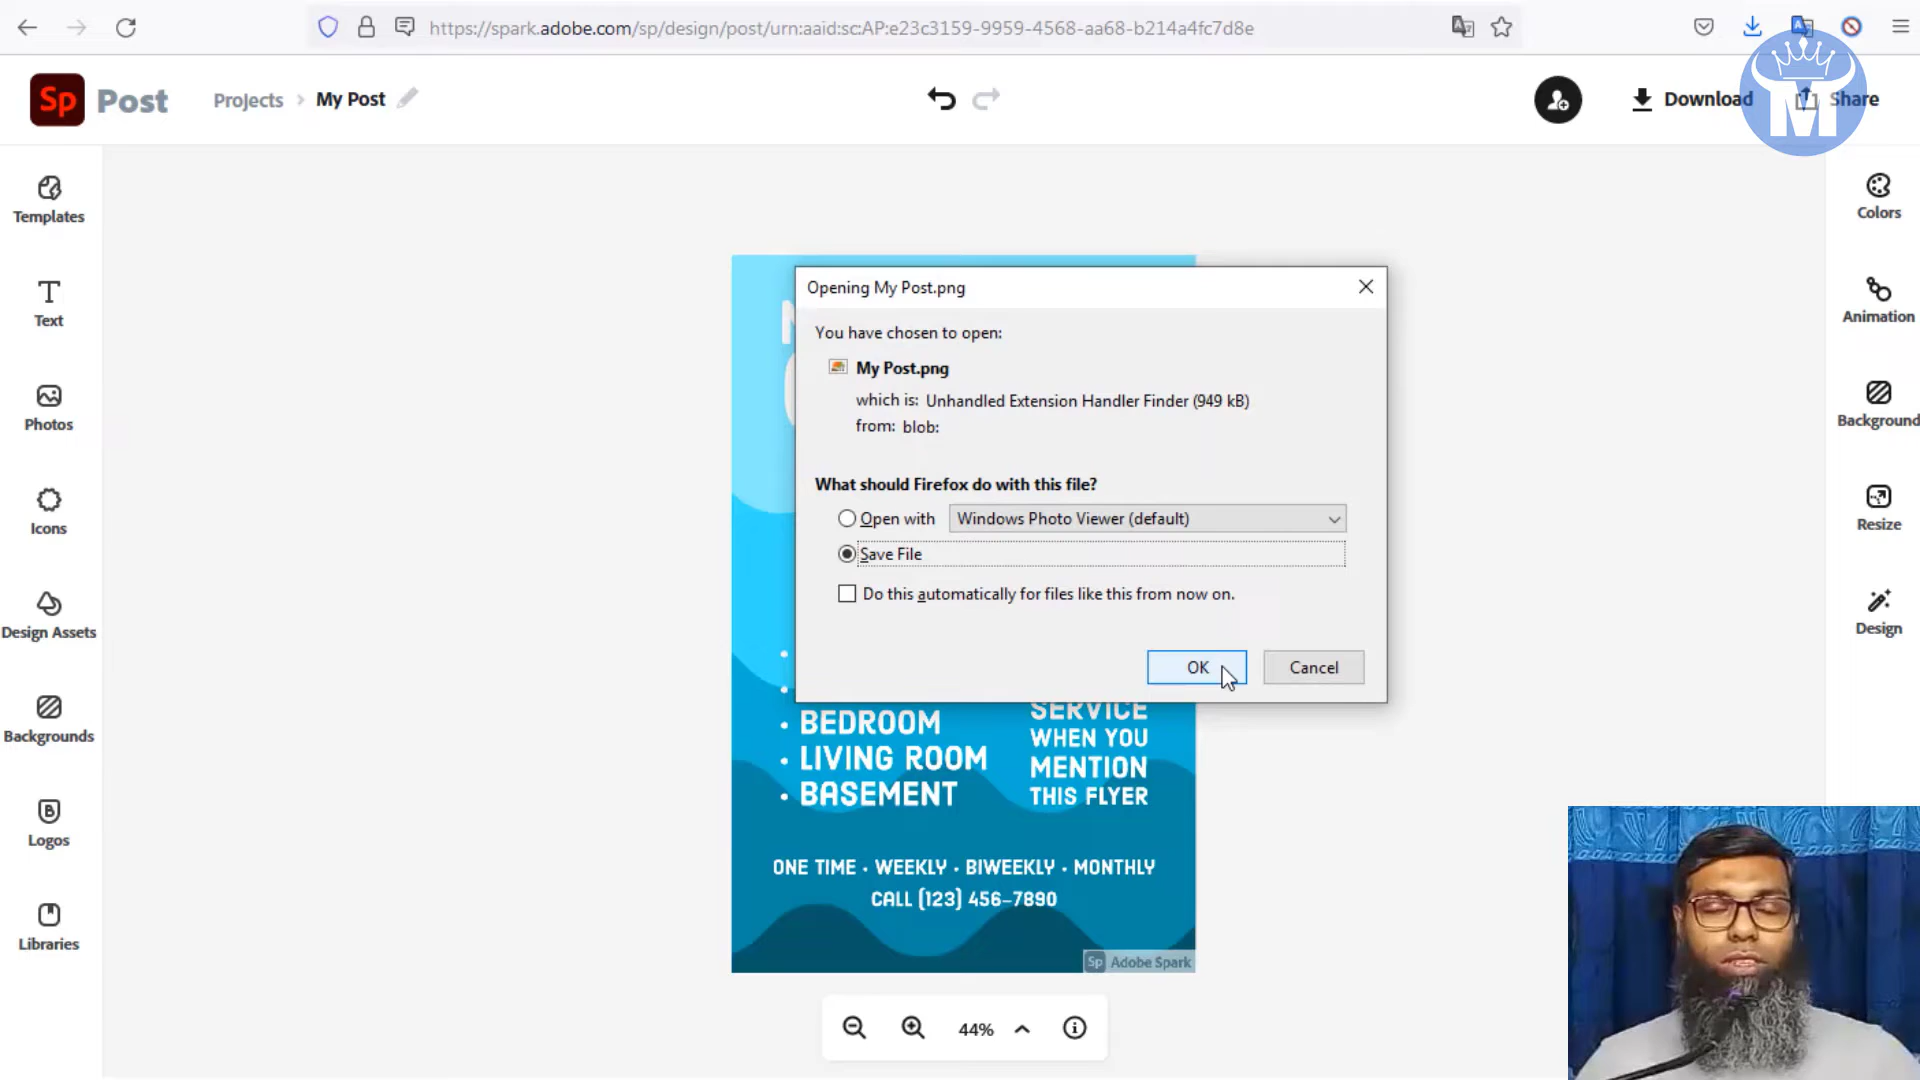 https://spark.adobe.com/sp/design/post/urn:aaid:sc:AP:e23c3159-9959-4568-aa68-b214a4fc7d8e
Sp Post Projects › My Post
Download
Share
M
Templates
Text
Photos
Icons
Design Assets
Backgrounds
B
Logos
Libraries
Opening My Post.png
You have chosen to open:
My Post.png
which is: Unhandled Extension Handler Finder (949 kB)
from: blob:
What should Firefox do with this file?
Open with Windows Photo Viewer (default)
Save File
Do this automatically for files like this from now on.
OK Cancel
• BEDROOM
• LIVING ROOM
• BASEMENT
SERVICE
WHEN YOU
MENTION
THIS FLYER
ONE TIME • WEEKLY • BIWEEKLY • MONTHLY
CALL (123) 456-7890
Sp Adobe Spark
44%
Colors
Animation
Background
Resize
Design